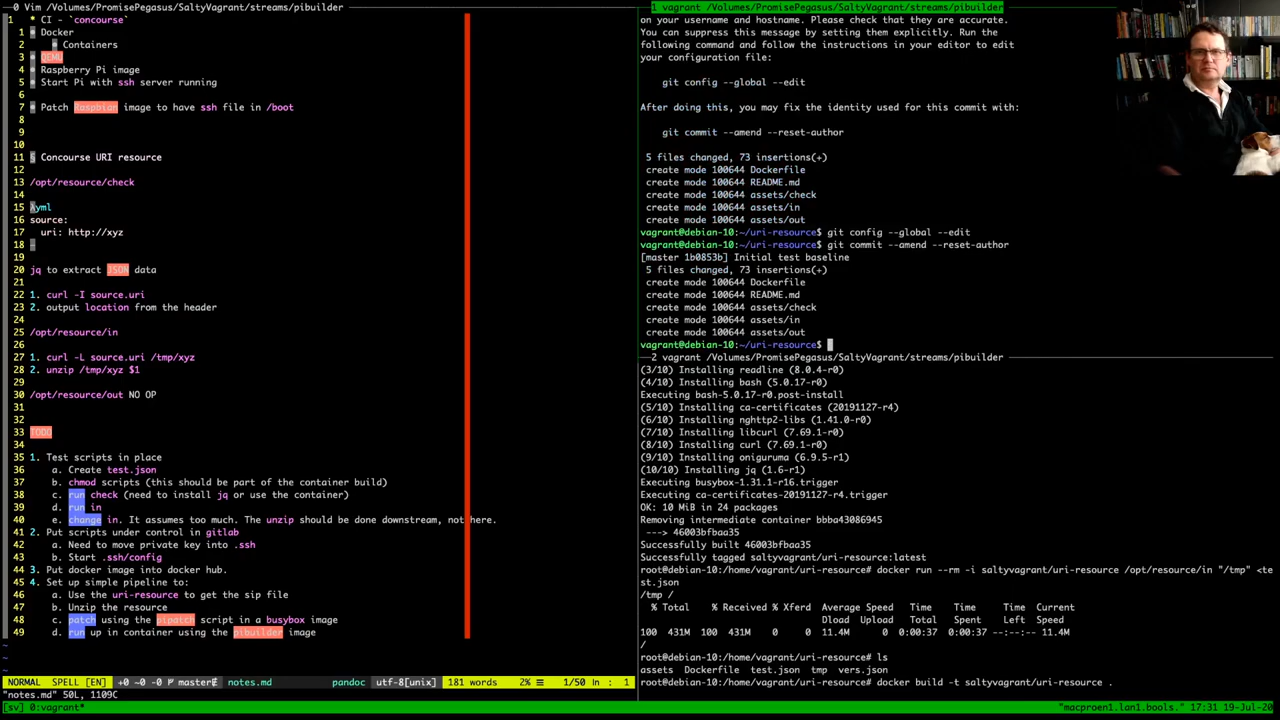 0 Vim /Volumes/PromisePegasus/SaltyVagrant/streams/pibuilder
1 * CI - `concourse`
1 * Docker
2 * Containers
3 * QEMU
4 * Raspberry Pi image
5 * Start Pi with ssh server running
6
7 * Patch Raspbian image to have ssh file in /boot
8
9
10
11 § Concourse URI resource
12
13 /opt/resource/check
14
15 yml
16 source:
17 uri: http://xyz
18
19
20 jq to extract JSON data
21
22 1. curl -I source.uri
23 2. output location from the header
24
25 /opt/resource/in
26
27 1. curl -L source.uri /tmp/xyz
28 2. unzip /tmp/xyz $1
29
30 /opt/resource/out NO OP
31
32
33 TODO
34
35 1. Test scripts in place
36 a. Create test.json
37 b. chmod scripts (this should be part of the container build)
38 c. run check (need to install jq or use the container)
39 d. run in
40 e. change in. It assumes too much. The unzip should be done downstream, not here.
41 2. Put scripts under control in gitlab
42 a. Need to move private key into .ssh
43 b. Start .ssh/config
44 3. Put docker image into docker hub.
45 4. Set up simple pipeline to:
46 a. Use the uri-resource to get the sip file
47 b. Unzip the resource
48 c. patch using the pipatch script in a busybox image
49 d. run up in container using the pibuilder image
~
~
NORMAL SPELL [EN] +0 ~0 -0 master notes.md pandoc utf-8[unix] 181 words 2% ☰ 1/50 ln : 1
"notes.md" 50L, 1109C
1 vagrant /Volumes/PromisePegasus/SaltyVagrant/streams/pibuilder
on your username and hostname. Please check that they are accurate.
You can suppress this message by setting them explicitly. Run the
following command and follow the instructions in your editor to edit
your configuration file:
git config --global --edit
After doing this, you may fix the identity used for this commit with:
git commit --amend --reset-author
5 files changed, 73 insertions(+)
create mode 100644 Dockerfile
create mode 100644 README.md
create mode 100644 assets/check
create mode 100644 assets/in
create mode 100644 assets/out
vagrant@debian-10:~/uri-resource$ git config --global --edit
vagrant@debian-10:~/uri-resource$ git commit --amend --reset-author
[master 1b0853b] Initial test baseline
5 files changed, 73 insertions(+)
create mode 100644 Dockerfile
create mode 100644 README.md
create mode 100644 assets/check
create mode 100644 assets/in
create mode 100644 assets/out
vagrant@debian-10:~/uri-resource$
2 vagrant /Volumes/PromisePegasus/SaltyVagrant/streams/pibuilder
(3/10) Installing readline (8.0.4-r0)
(4/10) Installing bash (5.0.17-r0)
Executing bash-5.0.17-r0.post-install
(5/10) Installing ca-certificates (20191127-r4)
(6/10) Installing nghttp2-libs (1.41.0-r0)
(7/10) Installing libcurl (7.69.1-r0)
(8/10) Installing curl (7.69.1-r0)
(9/10) Installing oniguruma (6.9.5-r1)
(10/10) Installing jq (1.6-r1)
Executing busybox-1.31.1-r16.trigger
Executing ca-certificates-20191127-r4.trigger
OK: 10 MiB in 24 packages
Removing intermediate container bbba43086945
---> 46003bfbaa35
Successfully built 46003bfbaa35
Successfully tagged saltyvagrant/uri-resource:latest
root@debian-10:/home/vagrant/uri-resource# docker run --rm -i saltyvagrant/uri-resource /opt/resource/in "/tmp" <te
st.json
/tmp /
% Total % Received % Xferd Average Speed Time Time Time Current
Dload Upload Total Spent Left Speed
100 431M 100 431M 0 0 11.4M 0 0:00:37 0:00:37 --:--:-- 11.4M
/
root@debian-10:/home/vagrant/uri-resource# ls
assets Dockerfile test.json tmp vers.json
root@debian-10:/home/vagrant/uri-resource# docker build -t saltyvagrant/uri-resource .
[sv] 0:vagrant*
"macproen1.lan1.bools." 17:31 19-Jul-20